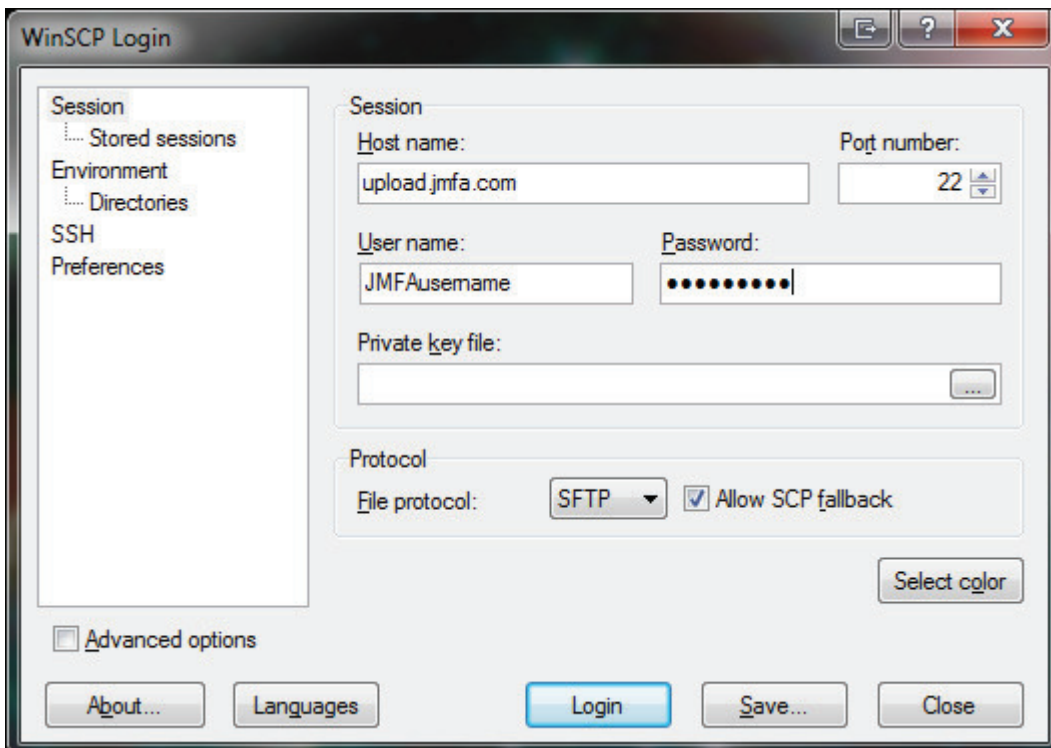 WinSCP Login
?
X
Session
Stored sessions
Environment
Directories
SSH
Preferences
Session
Host name:
Port number:
upload.jmfa.com
22
User name:
Password:
JMFAusername
●●●●●●●●●
Private key file:
...
Protocol
File protocol:
SFTP
Allow SCP fallback
Select color
Advanced options
About...
Languages
Login
Save...
Close